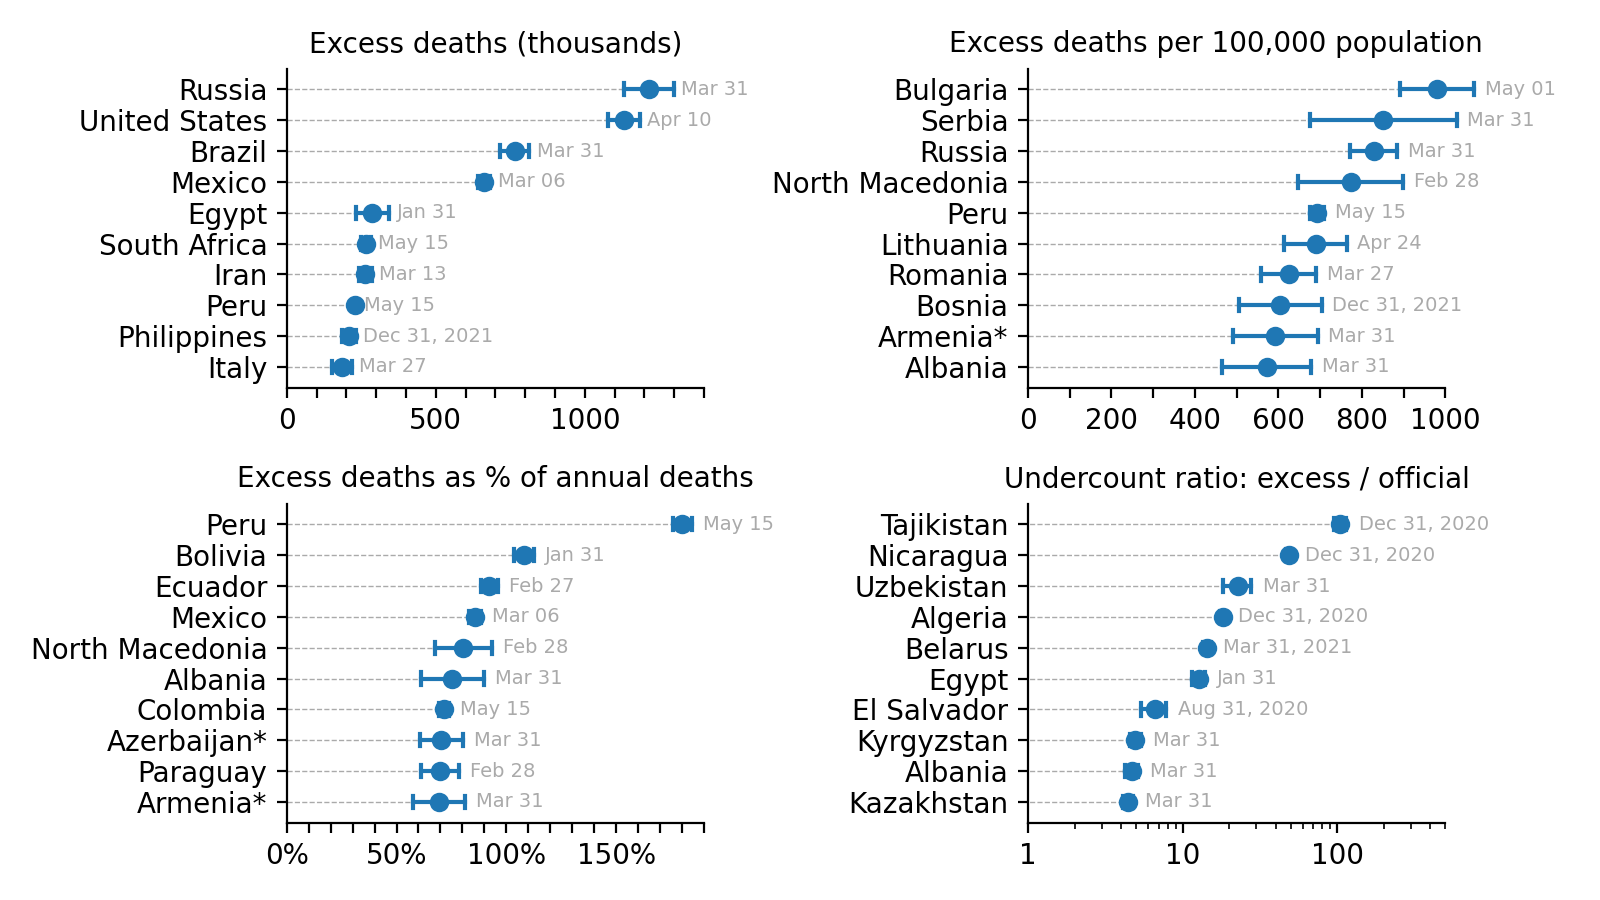 Excess deaths (thousands)
Russia Mar 31
United States Apr 10
Brazil Mar 31
Mexico Mar 06
Egypt Jan 31
South Africa May 15
Iran Mar 13
Peru May 15
Philippines Dec 31, 2021
Italy Mar 27
0 500 1000
Excess deaths per 100,000 population
Bulgaria May 01
Serbia Mar 31
Russia Mar 31
North Macedonia Feb 28
Peru May 15
Lithuania Apr 24
Romania Mar 27
Bosnia Dec 31, 2021
Armenia* Mar 31
Albania Mar 31
0 200 400 600 800 1000
Excess deaths as % of annual deaths
Peru May 15
Bolivia Jan 31
Ecuador Feb 27
Mexico Mar 06
North Macedonia Feb 28
Albania Mar 31
Colombia May 15
Azerbaijan* Mar 31
Paraguay Feb 28
Armenia* Mar 31
0% 50% 100% 150%
Undercount ratio: excess / official
Tajikistan Dec 31, 2020
Nicaragua Dec 31, 2020
Uzbekistan Mar 31
Algeria Dec 31, 2020
Belarus Mar 31, 2021
Egypt Jan 31
El Salvador Aug 31, 2020
Kyrgyzstan Mar 31
Albania Mar 31
Kazakhstan Mar 31
1 10 100